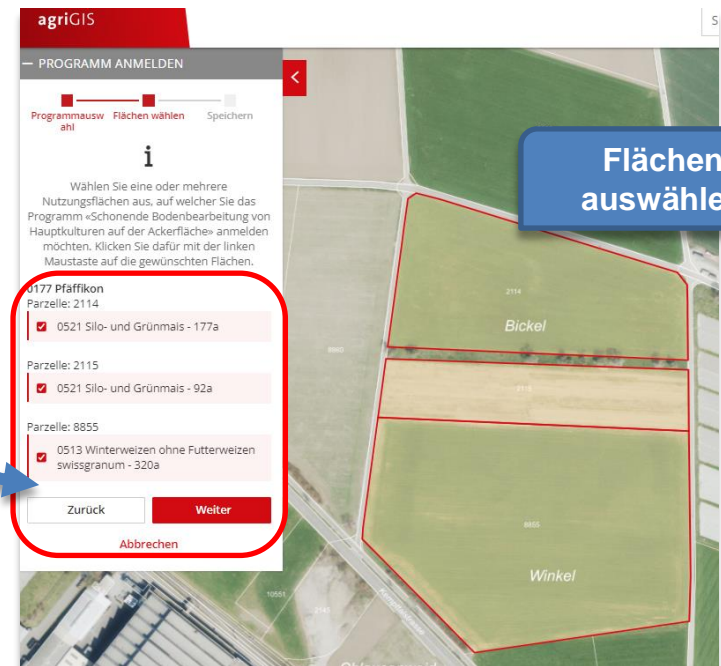 agriGIS
S
— PROGRAMM ANMELDEN
<
Programmausw
ahl
Flächen wählen
Speichern
i
Wählen Sie eine oder mehrere
Nutzungsflächen aus, auf welcher Sie das
Programm «Schonende Bodenbearbeitung von
Hauptkulturen auf der Ackerfläche» anmelden
möchten. Klicken Sie dafür mit der linken
Maustaste auf die gewünschten Flächen.
0177 Pfäffikon
Parzelle: 2114
0521 Silo- und Grünmais - 177a
Parzelle: 2115
0521 Silo- und Grünmais - 92a
Parzelle: 8855
0513 Winterweizen ohne Futterweizen
swissgranum - 320a
Zurück
Weiter
Abbrechen
Flächen
auswähle
2114
Bickel
2115
8855
Winkel
10551